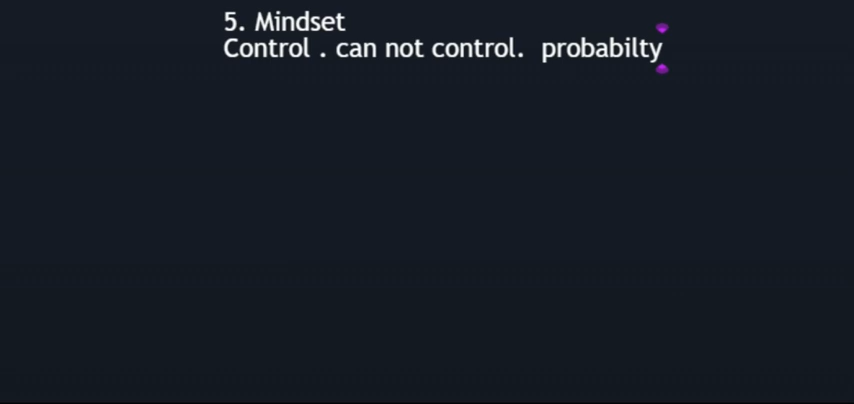 5. Mindset
Control . can not control.  probabilty